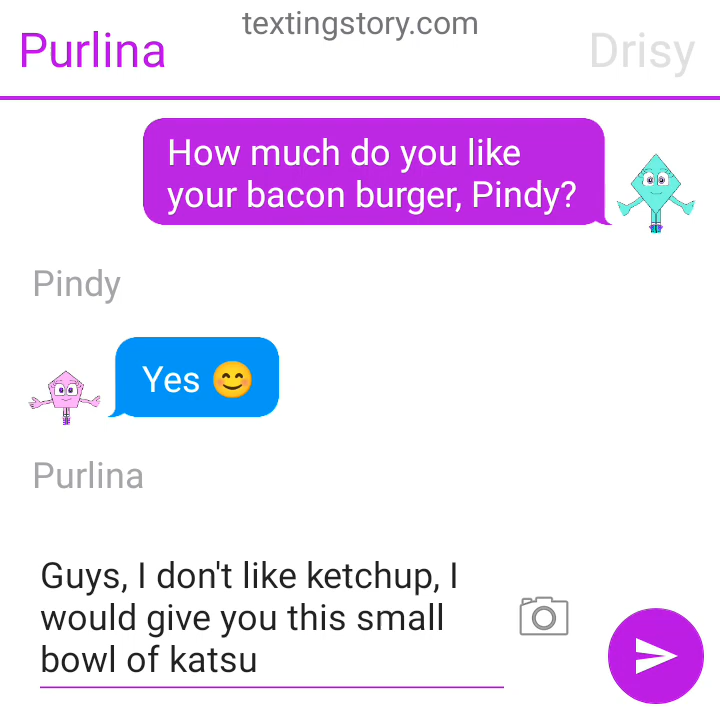 textingstory.com
Purlina
Drisy
How much do you like
your bacon burger, Pindy?
Pindy
Yes 😊
Purlina
Guys, I don't like ketchup, I
would give you this small
bowl of katsu